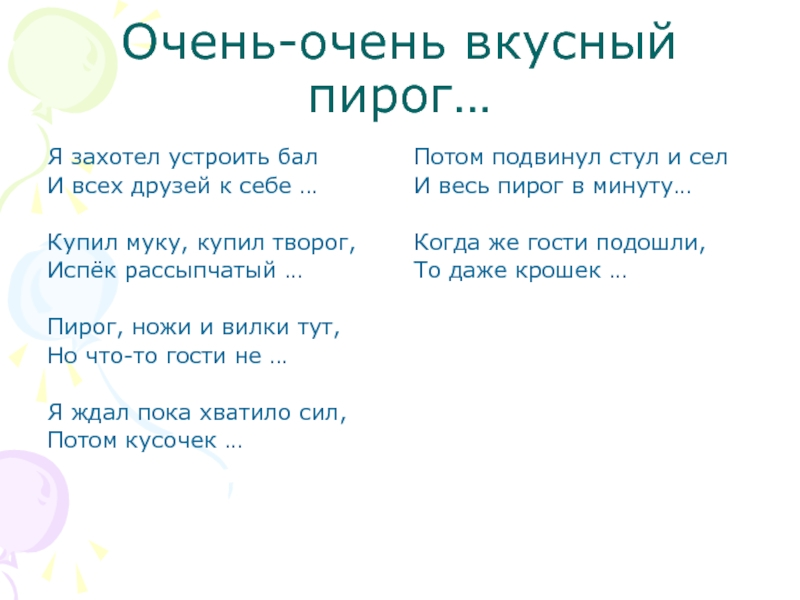 Очень-очень вкусный
пирог…
Я захотел устроить бал
И всех друзей к себе …
Купил муку, купил творог,
Испёк рассыпчатый …
Пирог, ножи и вилки тут,
Но что-то гости не …
Я ждал пока хватило сил,
Потом кусочек …
Потом подвинул стул и сел
И весь пирог в минуту…
Когда же гости подошли,
То даже крошек …